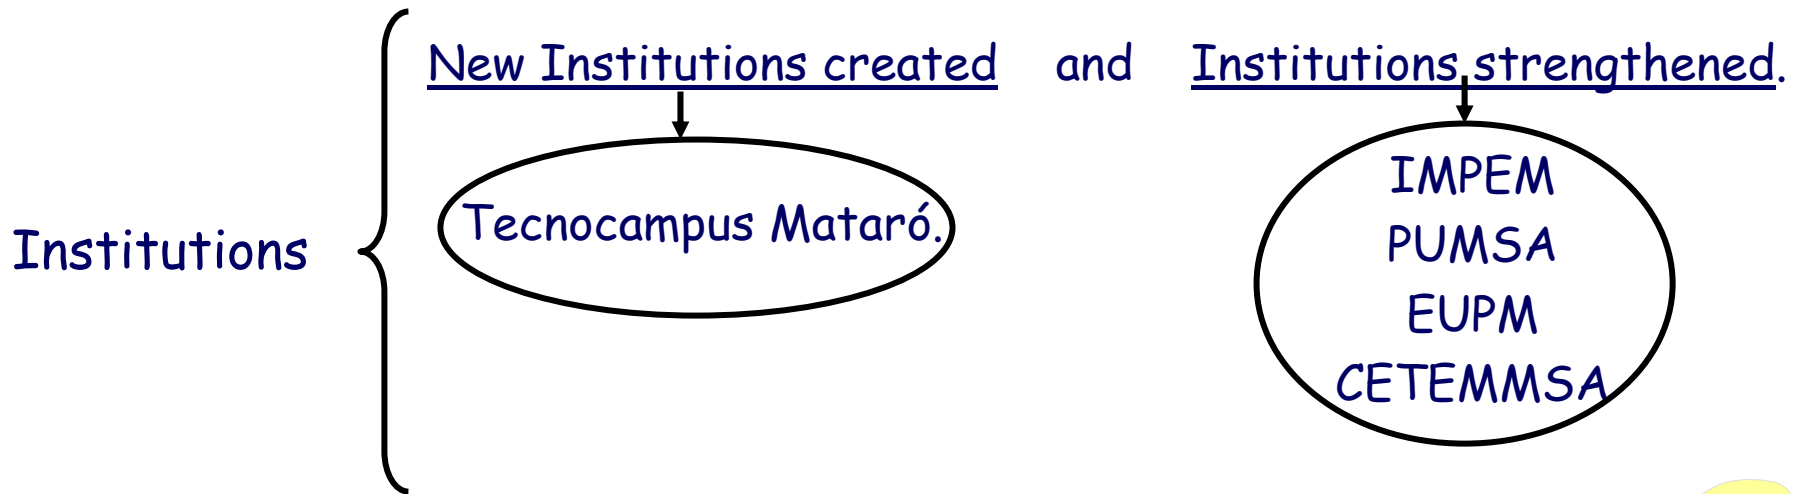 New Institutions created and Institutions strengthened.
Institutions
Tecnocampus Mataró.
IMPEM
PUMSA
EUPM
CETEMMSA